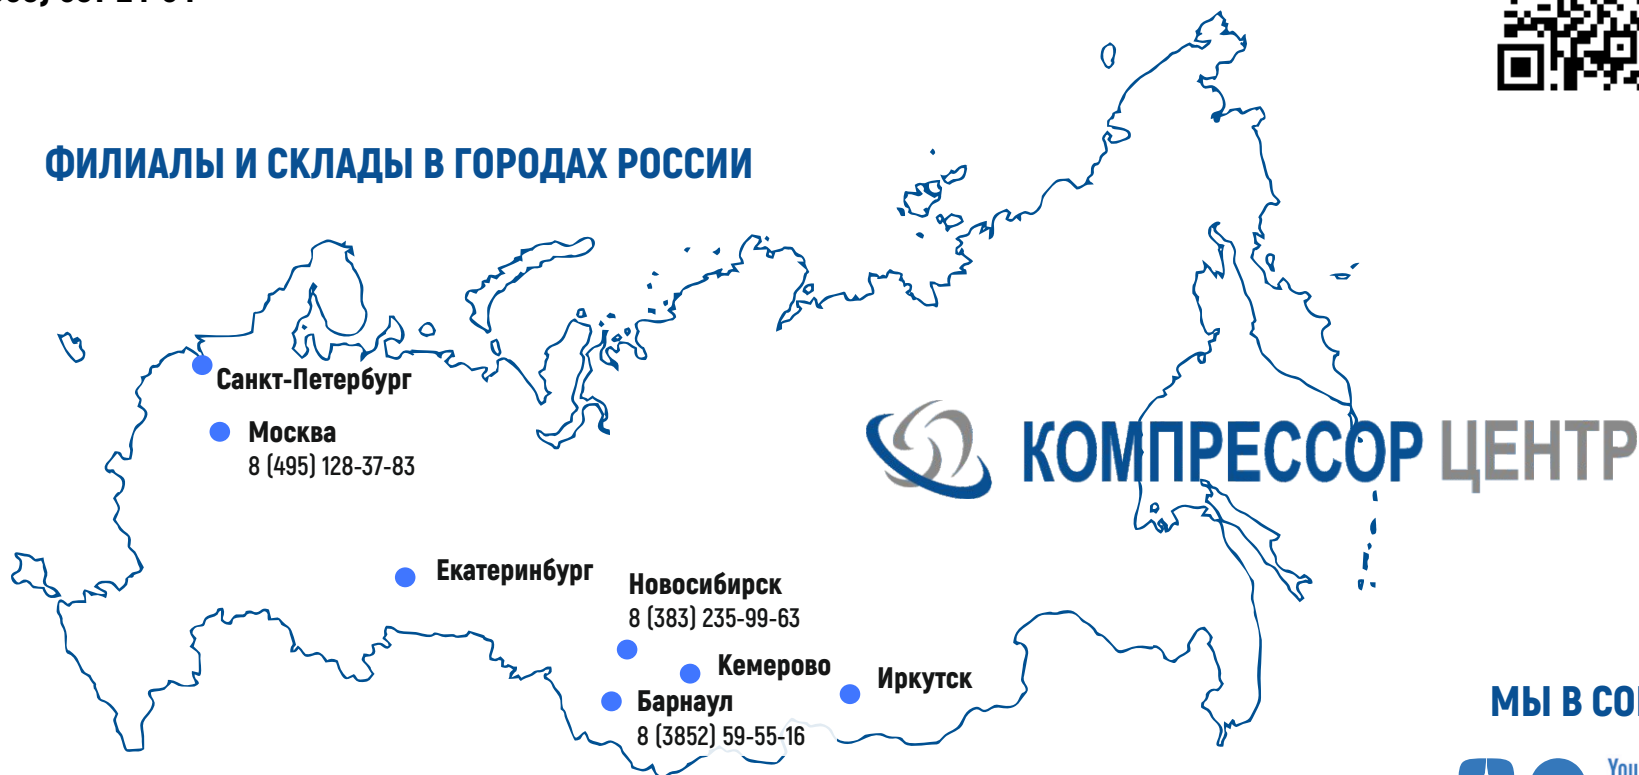 ФИЛИАЛЫ И СКЛАДЫ В ГОРОДАХ РОССИИ
Санкт-Петербург
Москва
8 (495) 128-37-83
КОМПРЕССОР ЦЕНТР
Екатеринбург
Новосибирск
8 (383) 235-99-63
Кемерово
Иркутск
Барнаул
8 (3852) 59-55-16
МЫ В